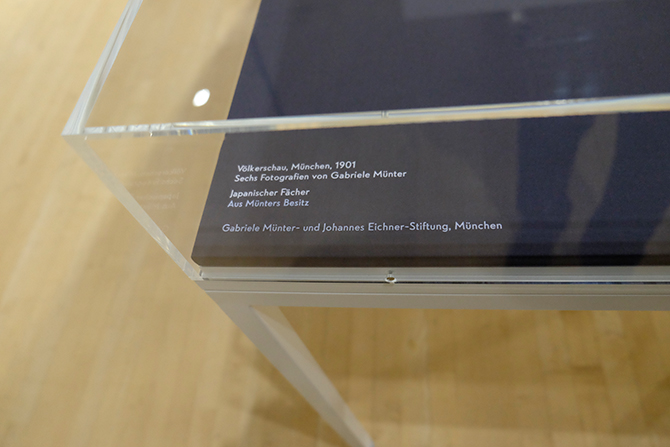 Völkerschau, München, 1901
Sechs Fotografien von Gabriele Münter
Japanischer Fächer
Aus Münters Besitz
Gabriele Münter- und Johannes Eichner-Stiftung, München